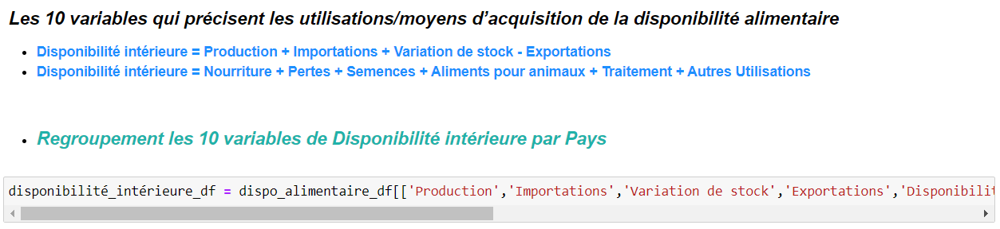 Les 10 variables qui précisent les utilisations/moyens d’acquisition de la disponibilité alimentaire
Disponibilité intérieure = Production + Importations + Variation de stock - Exportations
Disponibilité intérieure = Nourriture + Pertes + Semences + Aliments pour animaux + Traitement + Autres Utilisations
Regroupement les 10 variables de Disponibilité intérieure par Pays
disponibilité_intérieure_df = dispo_alimentaire_df[['Production','Importations','Variation de stock','Exportations','Disponibilit